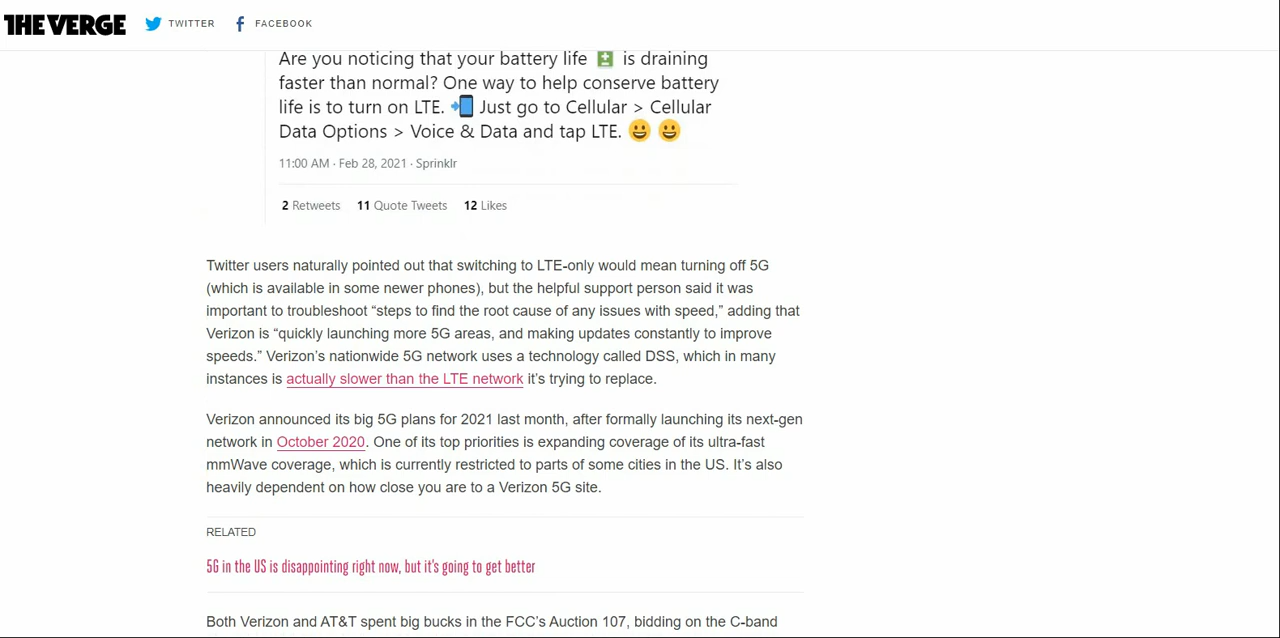 THE VERGE TWITTER FACEBOOK
Are you noticing that your battery life is draining
faster than normal? One way to help conserve battery
life is to turn on LTE. Just go to Cellular > Cellular
Data Options > Voice & Data and tap LTE.
11:00 AM · Feb 28, 2021 · Sprinklr
2 Retweets 11 Quote Tweets 12 Likes
Twitter users naturally pointed out that switching to LTE-only would mean turning off 5G
(which is available in some newer phones), but the helpful support person said it was
important to troubleshoot “steps to find the root cause of any issues with speed,” adding that
Verizon is “quickly launching more 5G areas, and making updates constantly to improve
speeds.” Verizon’s nationwide 5G network uses a technology called DSS, which in many
instances is actually slower than the LTE network it’s trying to replace.
Verizon announced its big 5G plans for 2021 last month, after formally launching its next-gen
network in October 2020. One of its top priorities is expanding coverage of its ultra-fast
mmWave coverage, which is currently restricted to parts of some cities in the US. It’s also
heavily dependent on how close you are to a Verizon 5G site.
RELATED
5G in the US is disappointing right now, but it’s going to get better
Both Verizon and AT&T spent big bucks in the FCC’s Auction 107, bidding on the C-band